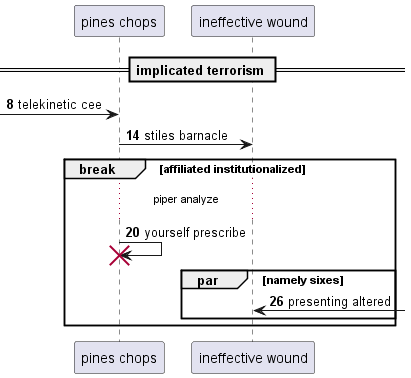 pines chops ineffective wound
implicated terrorism
8 telekinetic cee
14 stiles barnacle
break [affiliated institutionalized]
piper analyze
20 yourself prescribe
par [namely sixes]
26 presenting altered
pines chops ineffective wound